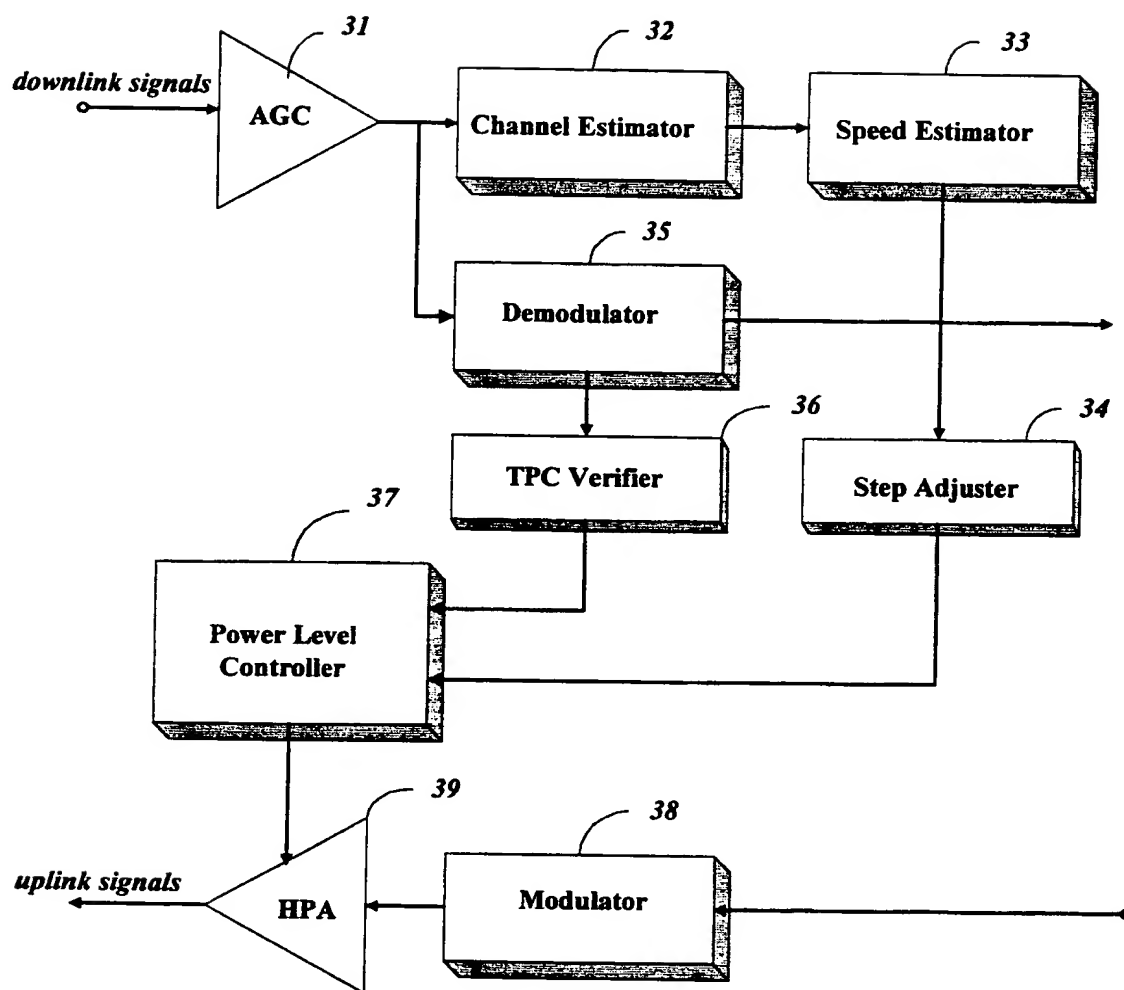 31
32
33
downlink signals
AGC
Channel Estimator
Speed Estimator
35
Demodulator
36
34
TPC Verifier
Step Adjuster
37
Power Level
Controller
39
38
uplink signals
HPA
Modulator